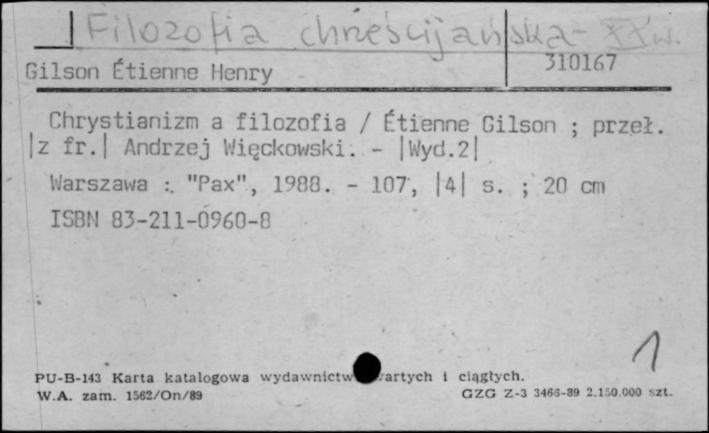 Filozofia chrześcijańska - XX w.
Gilson Étienne Henry 310167
Chrystianizm a filozofia / Étienne Gilson ; przeł.
|z fr.| Andrzej Więckowski. - |Wyd.2|
Warszawa : "Pax", 1988. - 107, |4| s. ; 20 cm
ISBN 83-211-0960-8
1
PU-B-143 Karta katalogowa wydawnictw wartych i ciągłych.
W.A. zam. 1562/On/89 GZG Z-3 3466-89 2.150.000 szt.